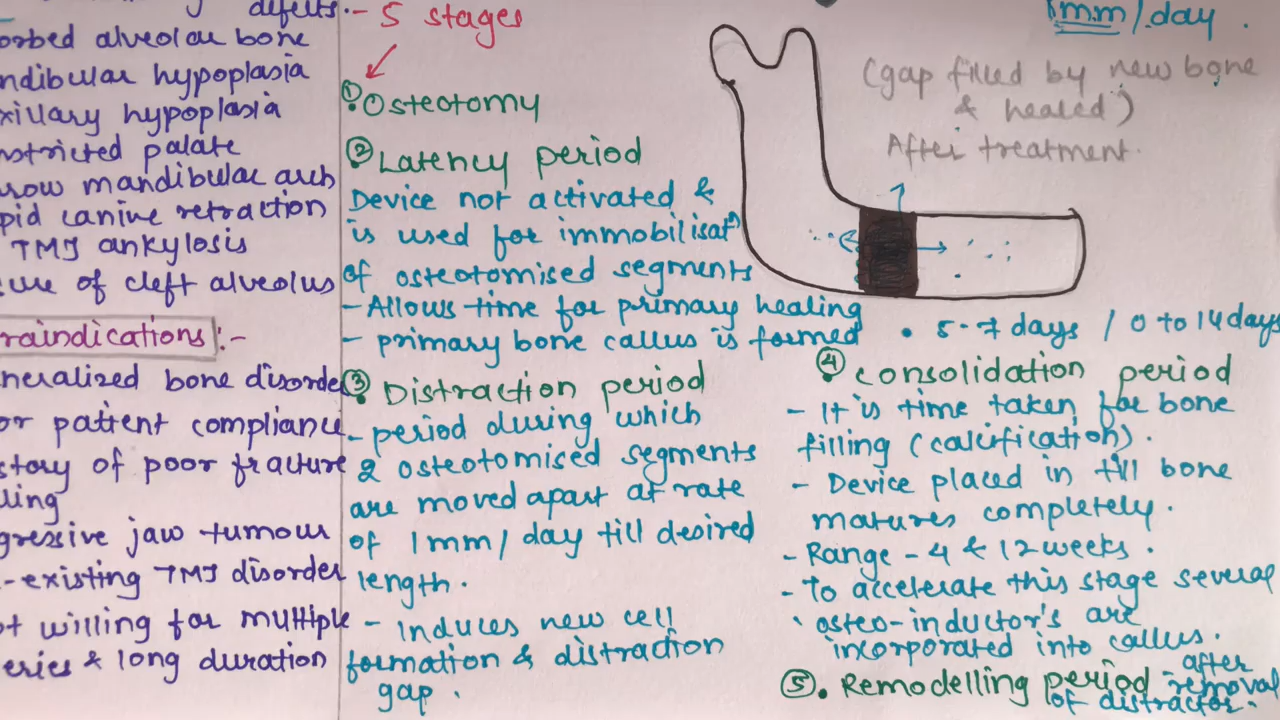 defects.
orbed alveolar bone
ndibular hypoplasia
xillary hypoplasia
nstricted palate
row mandibular arch
pid canine retraction
TMJ ankylosis
ure of cleft alveolus
raindications :-
neralized bone disorder
or patient compliance
story of poor fracture
ling
gressive jaw tumour
-existing TMJ disorder
ot willing for multiple
eries & long duration
- 5 stages
① Osteotomy
② Latency period
Device not activated &
is used for immobilisatⁿ
of osteotomised segments
- Allows time for primary healing
- primary bone callus is formed
③ Distraction period
- period during which
2 osteotomised segments
are moved apart at rate
of 1mm/day till desired
length.
- Induces new cell
formation & distraction
gap.
1mm/day.
(gap filled by new bone
& healed)
After treatment.
• 5-7 days / 0 to 14 days
④ Consolidation period
- It is time taken for bone
filling (calcification).
- Device placed in till bone
matures completely.
- Range - 4 & 12 weeks.
- To accelerate this stage several
osteo-inductor's are
incorporated into callus.
⑤. Remodelling period - after
removal
of distractor.